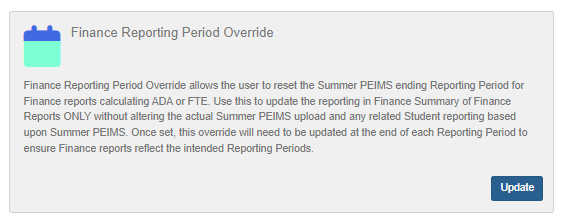 Finance Reporting Period Override
Finance Reporting Period Override allows the user to reset the Summer PEIMS ending Reporting Period for
Finance reports calculating ADA or FTE. Use this to update the reporting in Finance Summary of Finance
Reports ONLY without altering the actual Summer PEIMS upload and any related Student reporting based
upon Summer PEIMS. Once set, this override will need to be updated at the end of each Reporting Period to
ensure Finance reports reflect the intended Reporting Periods.
Update